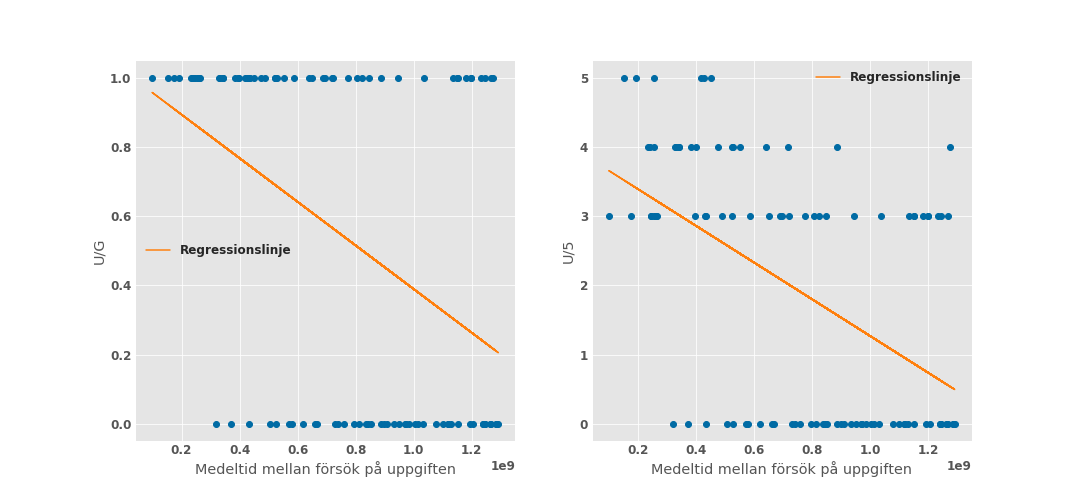 1.0
0.8
0.6
0.4
0.2
0.0
U/G
Regressionslinje
0.2 0.4 0.6 0.8 1.0 1.2
1e9
Medeltid mellan försök på uppgiften
5
4
3
2
1
0
U/5
Regressionslinje
0.2 0.4 0.6 0.8 1.0 1.2
1e9
Medeltid mellan försök på uppgiften